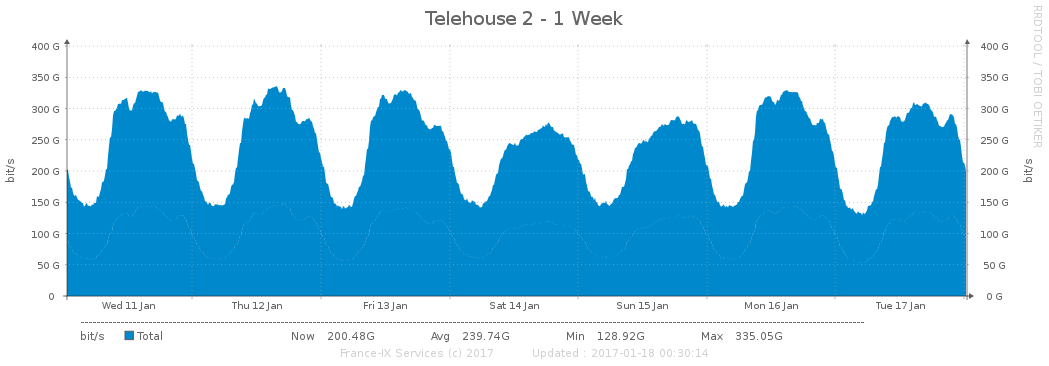 Telehouse 2 - 1 Week
RRDTOOL / TOBI OETIKER
400 G 400 G
350 G 350 G
300 G 300 G
250 G 250 G
200 G 200 G
150 G 150 G
100 G 100 G
50 G 50 G
0 0 G
bit/s bit/s
Wed 11 Jan Thu 12 Jan Fri 13 Jan Sat 14 Jan Sun 15 Jan Mon 16 Jan Tue 17 Jan
bit/s Total Now 200.48G Avg 239.74G Min 128.92G Max 335.05G
France-IX Services (c) 2017 Updated : 2017-01-18 00:30:14